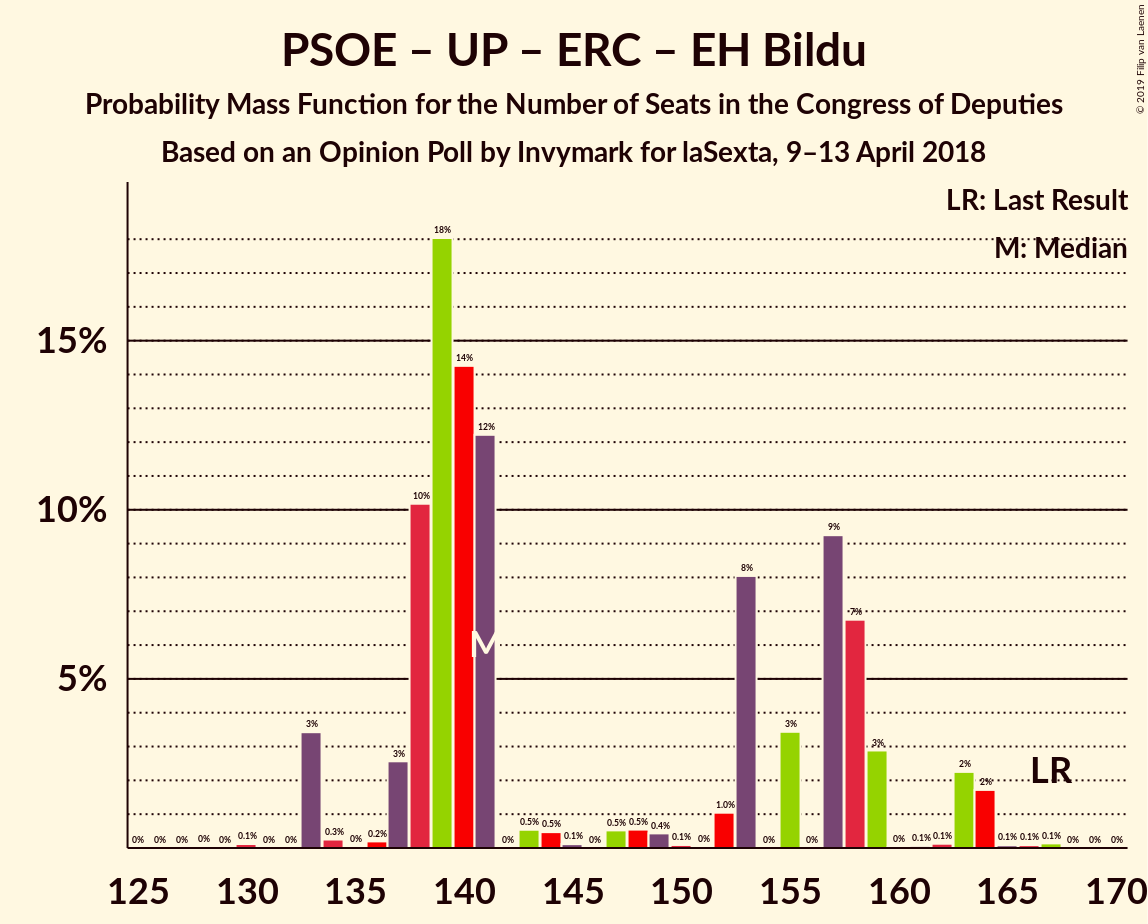 PSOE – UP – ERC – EH Bildu
Probability Mass Function for the Number of Seats in the Congress of Deputies
Based on an Opinion Poll by Invymark for laSexta, 9–13 April 2018
© 2019 Filip van Laenen
LR: Last Result
M: Median
15%
10%
5%
0% 0% 0% 0% 0% 0.1% 0% 0% 3% 0.3% 0% 0.2% 3% 10% 18% 14% 12% 0% 0.5% 0.5% 0.1% 0% 0.5% 0.5% 0.4% 0.1% 0% 1.0% 8% 0% 3% 0% 9% 7% 3% 0% 0.1% 0.1% 2% 2% 0.1% 0.1% 0.1% 0% 0% 0%
M
LR
125 130 135 140 145 150 155 160 165 170